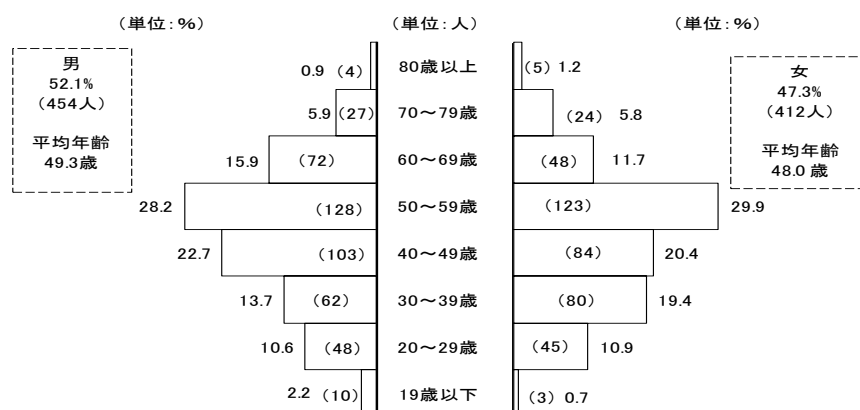 （単位：％）　（単位：人）　（単位：％）
男
52.1%
（454人）
平均年齢
49.3歳
女
47.3%
（412人）
平均年齢
48.0 歳
0.9 （4） 80歳以上 （5） 1.2
5.9 （27） 70～79歳 （24） 5.8
15.9 （72） 60～69歳 （48） 11.7
28.2 （128） 50～59歳 （123） 29.9
22.7 （103） 40～49歳 （84） 20.4
13.7 （62） 30～39歳 （80） 19.4
10.6 （48） 20～29歳 （45） 10.9
2.2 （10） 19歳以下 （3） 0.7